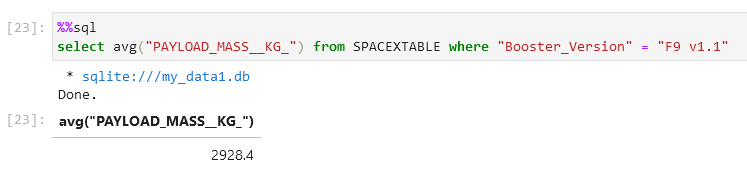 [23]: %%sql
select avg("PAYLOAD_MASS__KG_") from SPACEXTABLE where "Booster_Version" = "F9 v1.1"
* sqlite:///my_data1.db
Done.
[23]: avg("PAYLOAD_MASS__KG_")
2928.4